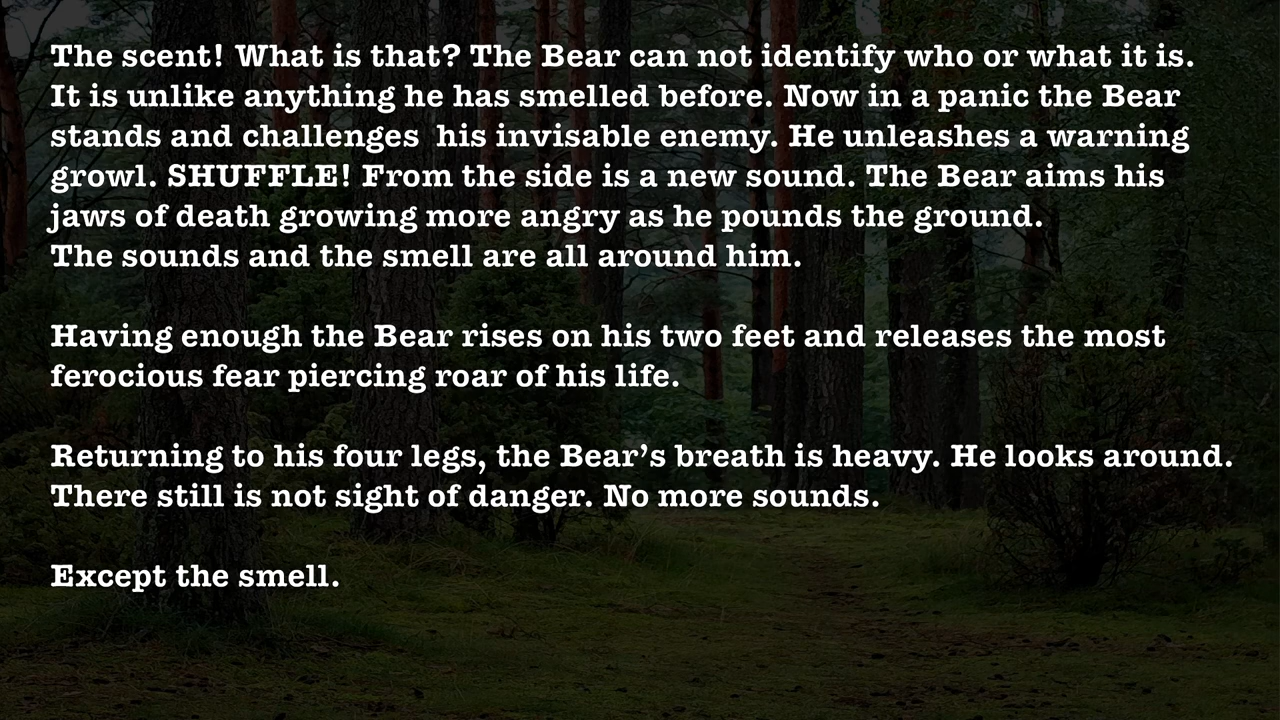 The scent! What is that? The Bear can not identify who or what it is.
It is unlike anything he has smelled before. Now in a panic the Bear
stands and challenges  his invisable enemy. He unleashes a warning
growl. SHUFFLE! From the side is a new sound. The Bear aims his
jaws of death growing more angry as he pounds the ground.
The sounds and the smell are all around him.
Having enough the Bear rises on his two feet and releases the most
ferocious fear piercing roar of his life.
Returning to his four legs, the Bear’s breath is heavy. He looks around.
There still is not sight of danger. No more sounds.
Except the smell.